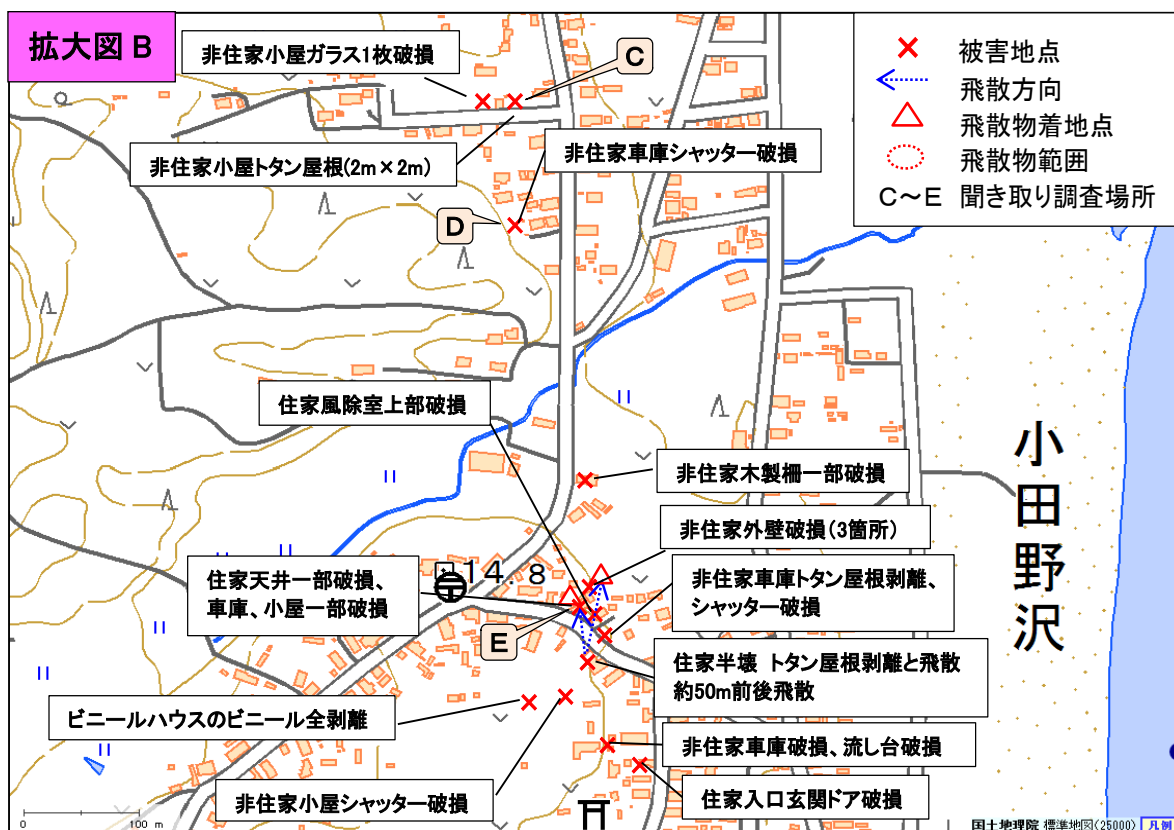 拡大図 B
非住家小屋ガラス1枚破損
C
× 被害地点
飛散方向
飛散物着地点
飛散物範囲
C～E 聞き取り調査場所
非住家小屋トタン屋根(2m×2m)
非住家車庫シャッター破損
D
住家風除室上部破損
小田野沢
非住家木製柵一部破損
非住家外壁破損(3箇所)
14.8
住家天井一部破損、
車庫、小屋一部破損
非住家車庫トタン屋根剥離、
シャッター破損
E
住家半壊 トタン屋根剥離と飛散
約50m前後飛散
ビニールハウスのビニール全剥離
非住家車庫破損、流し台破損
非住家小屋シャッター破損
住家入口玄関ドア破損
0 100 m
国土地理院 標準地図(25000) 凡例